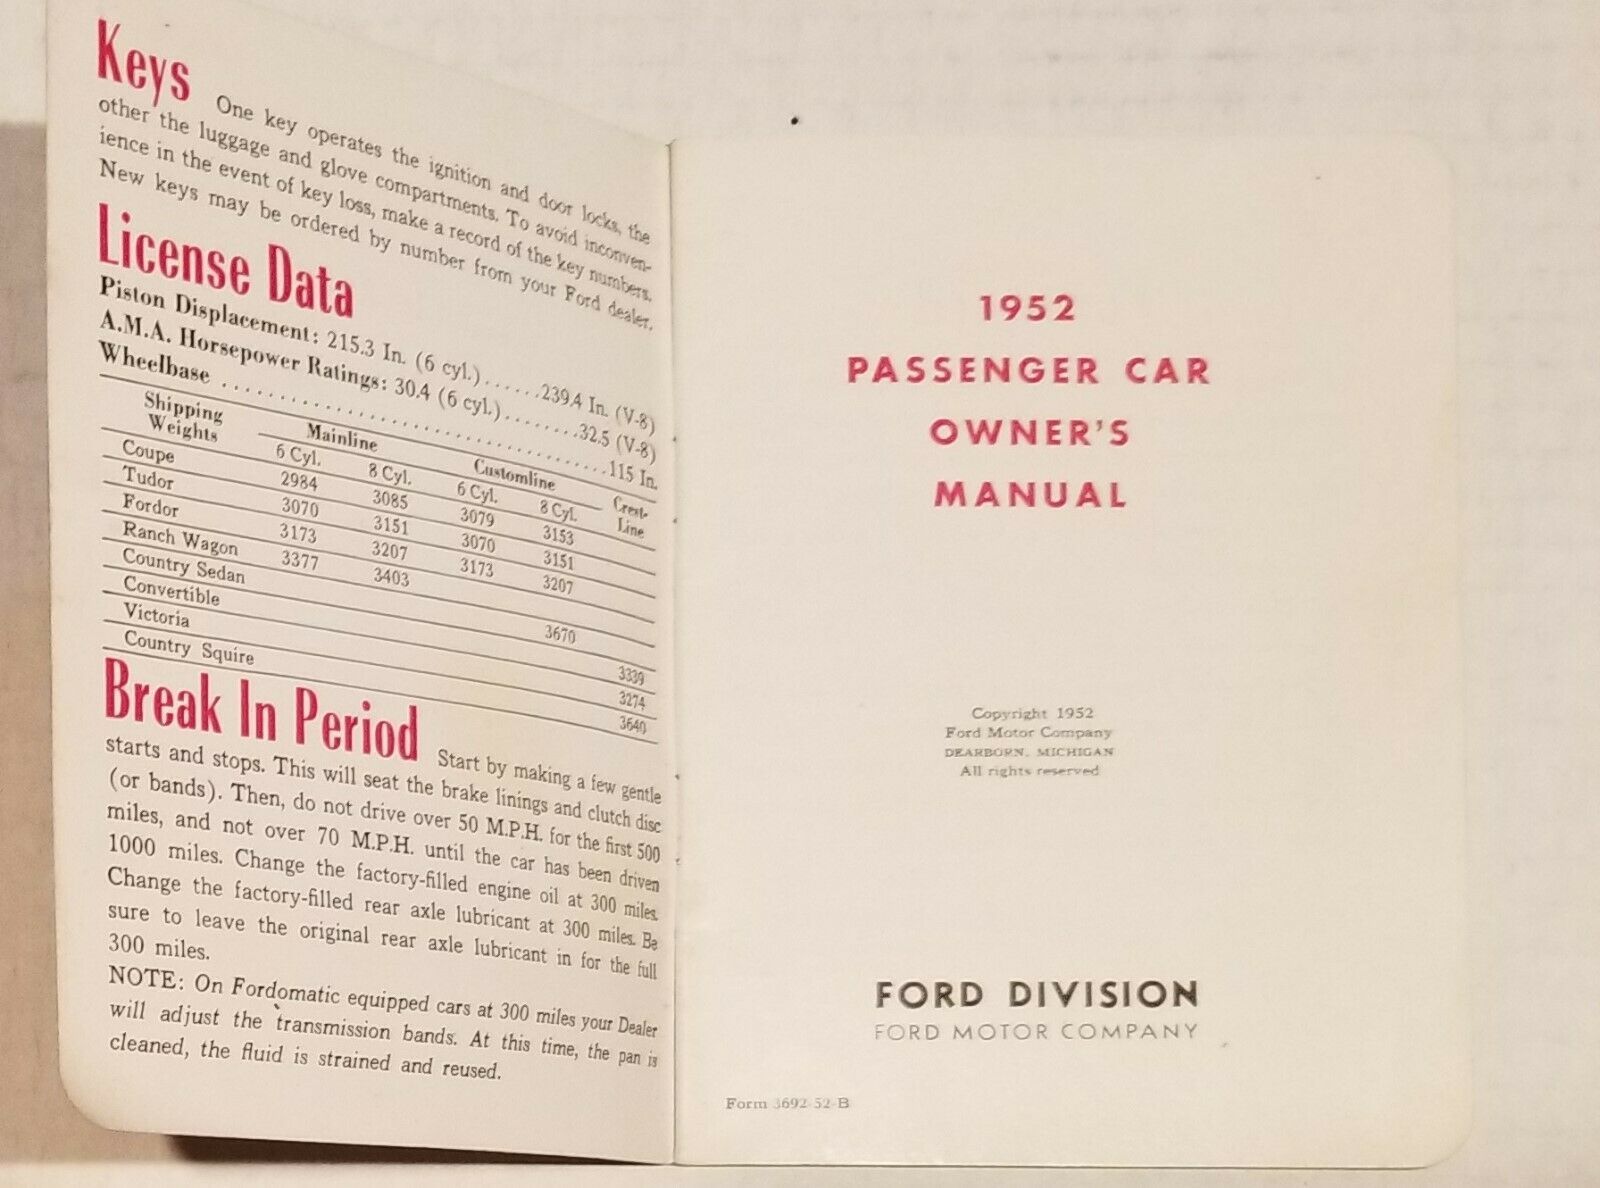 Keys One key operates the ignition and door locks, the
other the luggage and glove compartments. To avoid inconven-
ience in the event of key loss, make a record of the key numbers.
New keys may be ordered by number from your Ford dealer.
License Data
Piston Displacement: 215.3 In. (6 cyl.)......239.4 In. (V-8)
A.M.A. Horsepower Ratings: 30.4 (6 cyl.)........32.5 (V-8)
Wheelbase ....................................115 In.
Shipping Weights Mainline Customline Crest-
6 Cyl. 8 Cyl. 6 Cyl. 8 Cyl. Line
Coupe 2984 3085 3079 3153
Tudor 3070 3151 3070 3151
Fordor 3173 3207 3173 3207
Ranch Wagon 3377 3403
Country Sedan 3670
Convertible 3339
Victoria 3274
Country Squire 3640
Break In Period Start by making a few gentle
starts and stops. This will seat the brake linings and clutch disc
(or bands). Then, do not drive over 50 M.P.H. for the first 500
miles, and not over 70 M.P.H. until the car has been driven
1000 miles. Change the factory-filled engine oil at 300 miles.
Change the factory-filled rear axle lubricant at 300 miles. Be
sure to leave the original rear axle lubricant in for the full
300 miles.
NOTE: On Fordomatic equipped cars at 300 miles your Dealer
will adjust the transmission bands. At this time, the pan is
cleaned, the fluid is strained and reused.
1952
PASSENGER CAR
OWNER'S
MANUAL
Copyright 1952
Ford Motor Company
DEARBORN, MICHIGAN
All rights reserved
FORD DIVISION
FORD MOTOR COMPANY
Form 3692-52-B